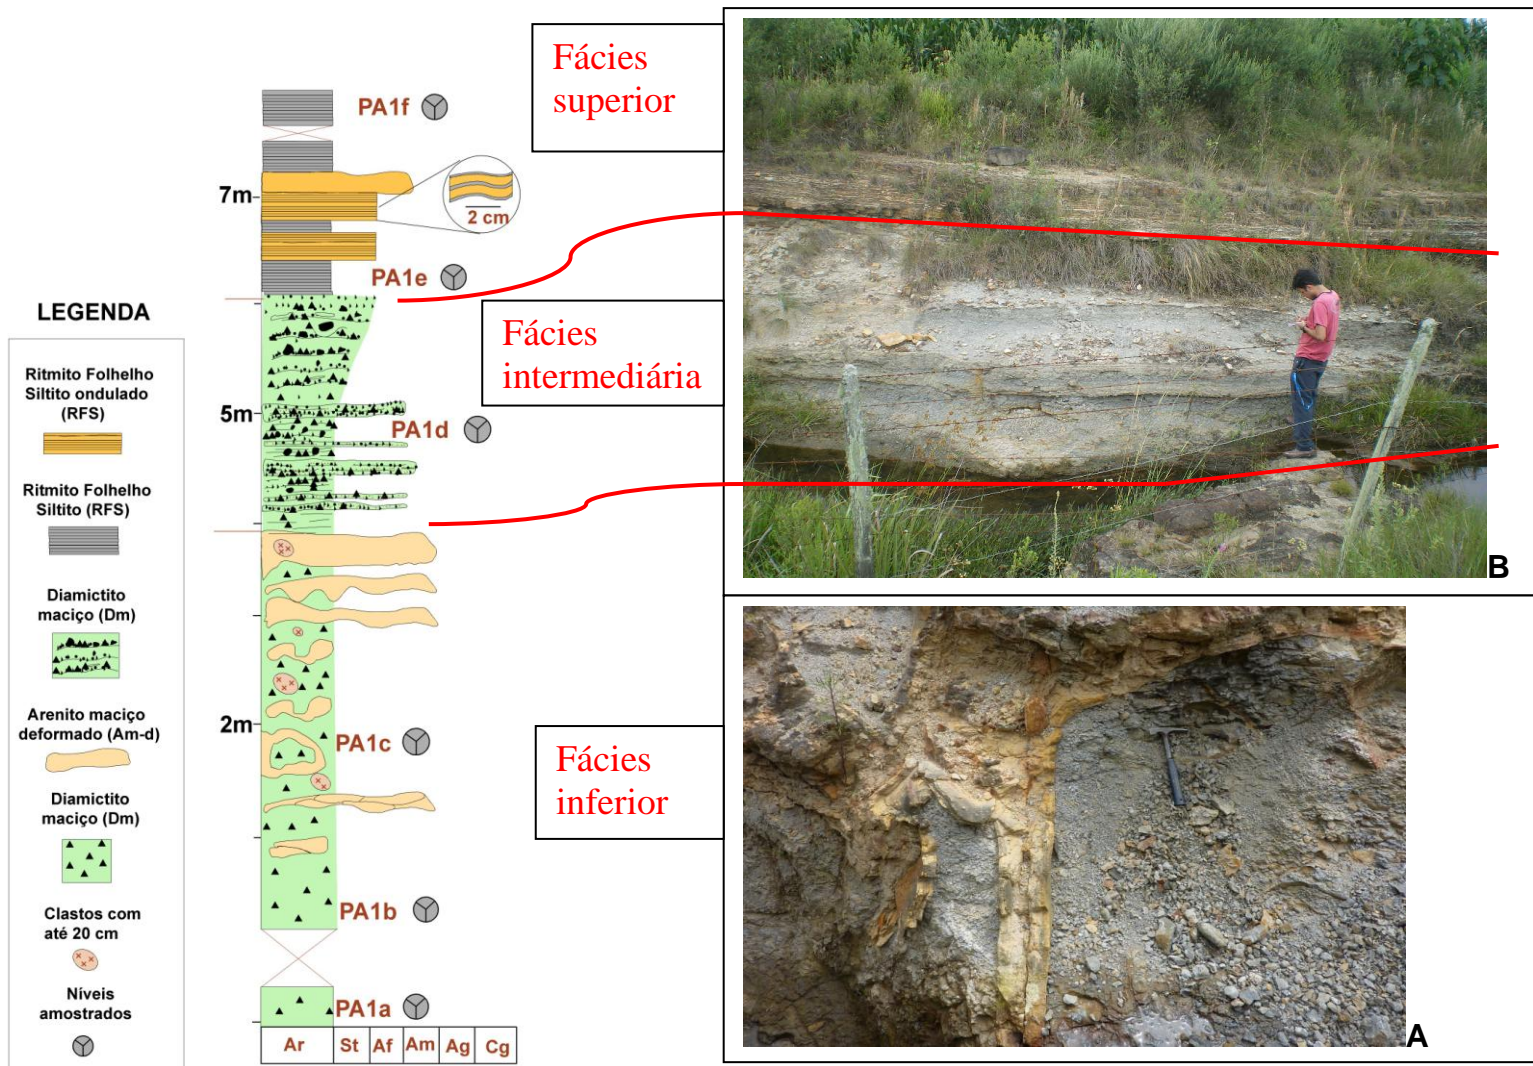 LEGENDA
Ritmito Folhelho
Siltito ondulado
(RFS)
Ritmito Folhelho
Siltito (RFS)
Diamictito
maciço (Dm)
Arenito maciço
deformado (Am-d)
Diamictito
maciço (Dm)
Clastos com
até 20 cm
Níveis
amostrados
PA1f
7m
2 cm
PA1e
5m
PA1d
2m
PA1c
PA1b
PA1a
Ar St Af Am Ag Cg
Fácies
superior
Fácies
intermediária
Fácies
inferior
B
A